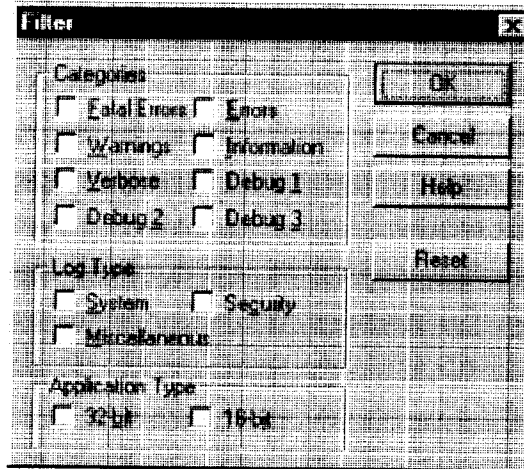 Filter
Categories
Fatal Errors Errors
Warnings Information
Verbose Debug 1
Debug 2 Debug 3
Log Type
System Security
Miscellaneous
Application Type
32-bit 16-bit
OK
Cancel
Help
Reset